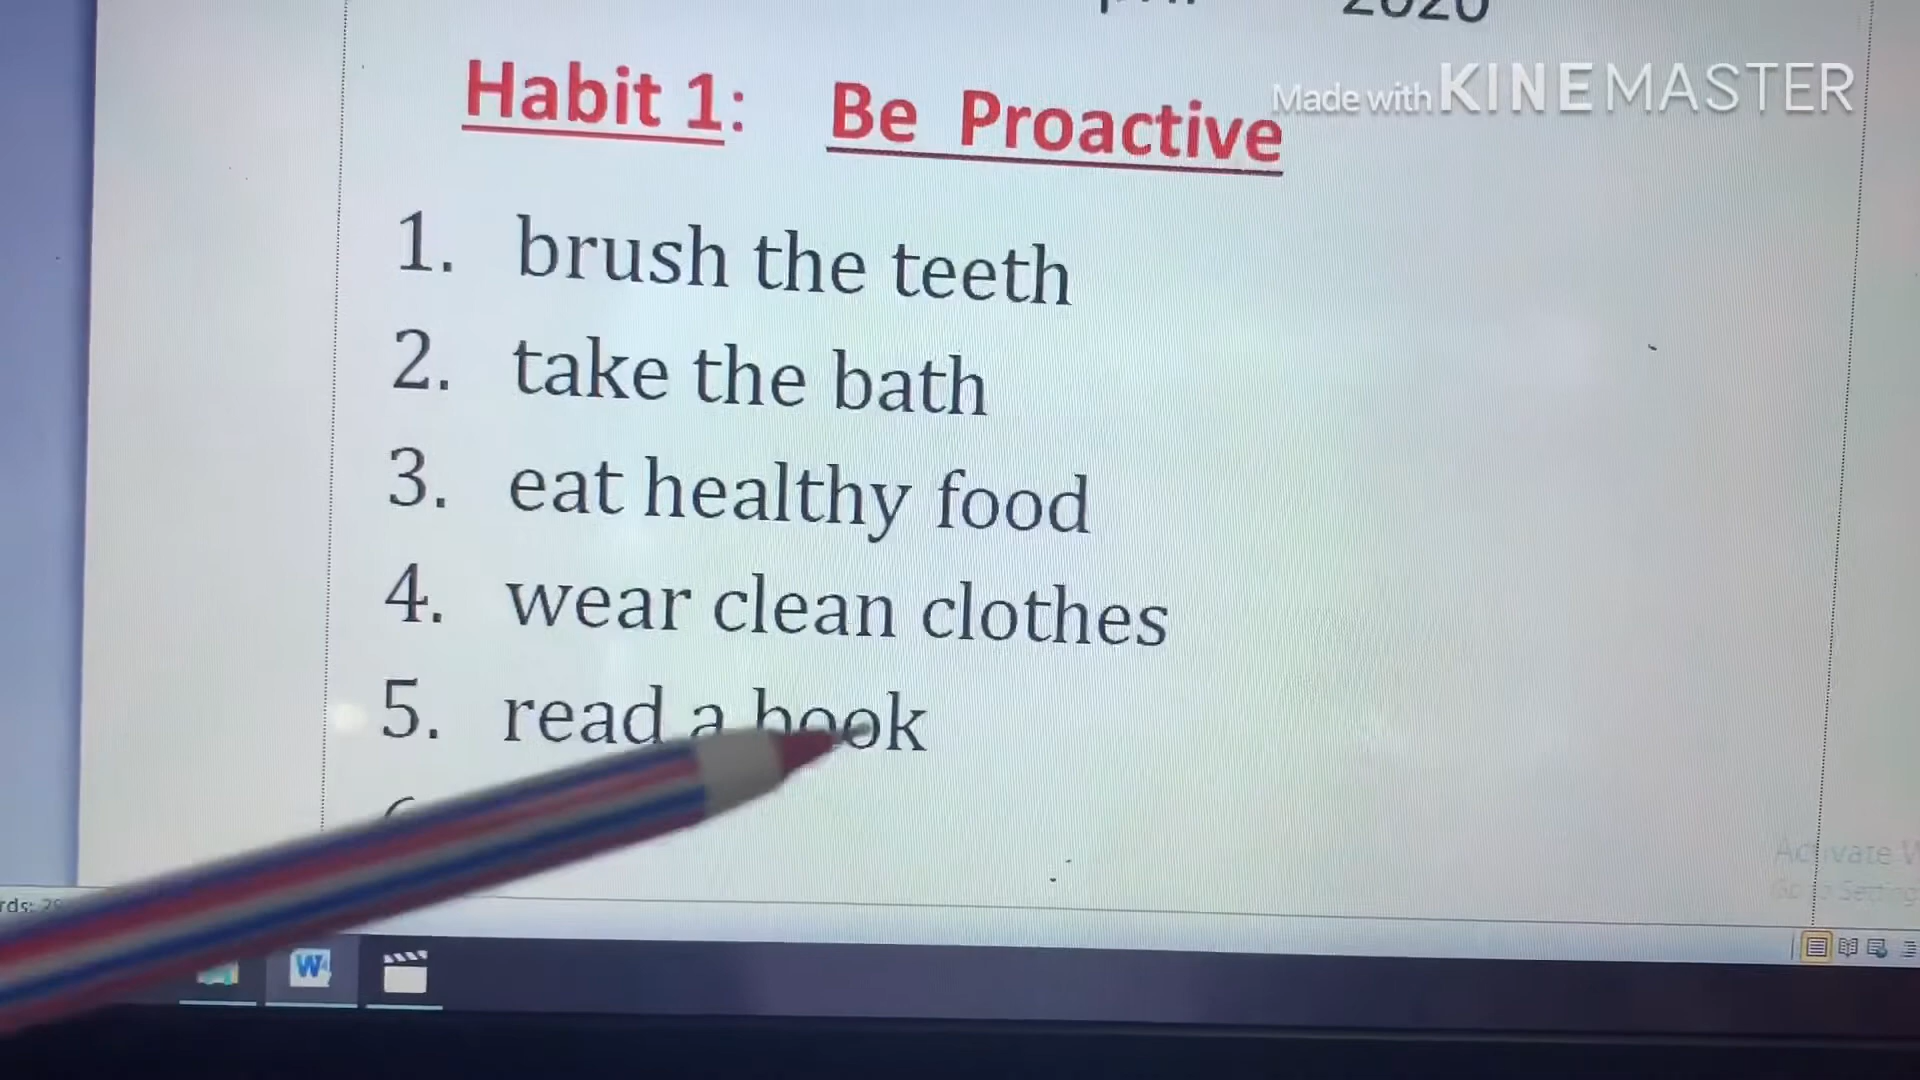 2020
Made with KINEMASTER
Habit 1: Be Proactive
1. brush the teeth
2. take the bath
3. eat healthy food
4. wear clean clothes
5. read a book
W